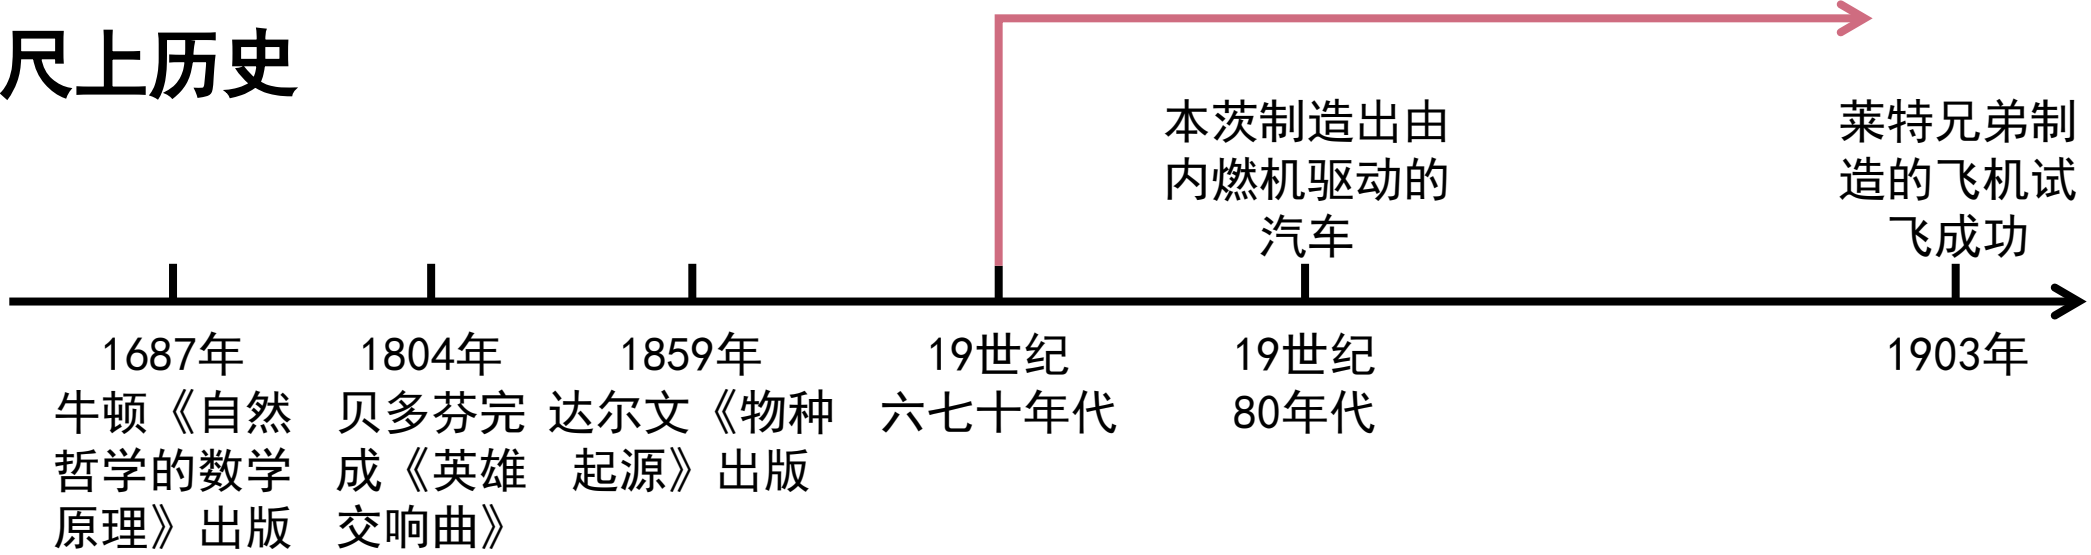 尺上历史
本茨制造出由
内燃机驱动的
汽车
莱特兄弟制
造的飞机试
飞成功
1687年
牛顿《自然
哲学的数学
原理》出版
1804年
贝多芬完
成《英雄
交响曲》
1859年
达尔文《物种
起源》出版
19世纪
六七十年代
19世纪
80年代
1903年